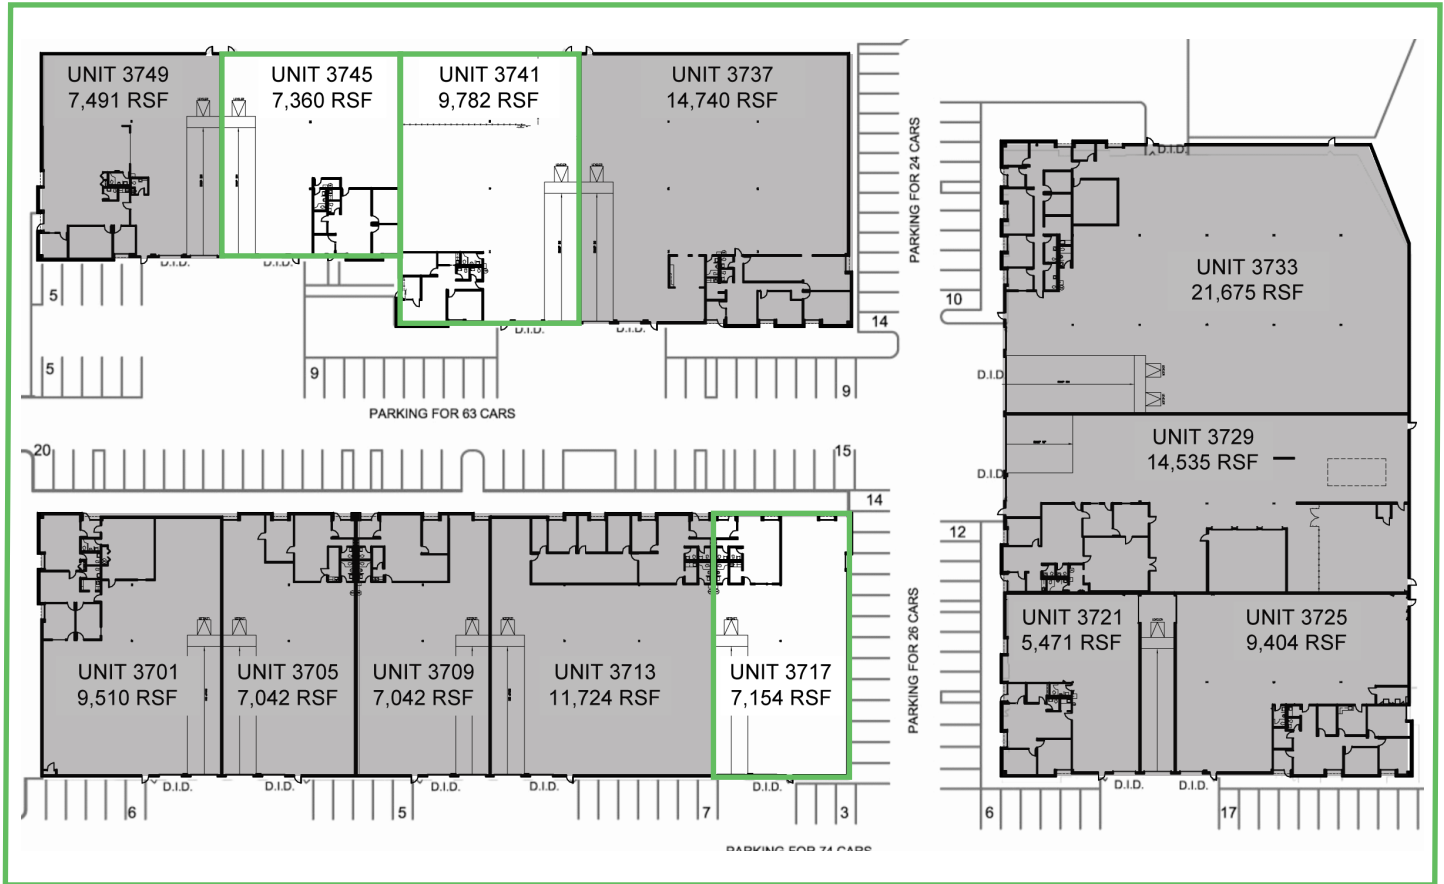 UNIT 3749
7,491 RSF
UNIT 3745
7,360 RSF
UNIT 3741
9,782 RSF
UNIT 3737
14,740 RSF
D.I.D.
D.I.D.
D.I.D.
D.I.D.
5
5
9
9
14
PARKING FOR 24 CARS
PARKING FOR 63 CARS
D.I.D.
UNIT 3733
21,675 RSF
10
D.I.D
UNIT 3729
14,535 RSF
D.I.D.
12
20
15
14
UNIT 3701
9,510 RSF
UNIT 3705
7,042 RSF
UNIT 3709
7,042 RSF
UNIT 3713
11,724 RSF
UNIT 3717
7,154 RSF
PARKING FOR 26 CARS
UNIT 3721
5,471 RSF
UNIT 3725
9,404 RSF
D.I.D.
D.I.D.
D.I.D.
D.I.D.
D.I.D.
D.I.D.
D.I.D.
6
5
7
3
6
17
PARKING FOR 74 CARS